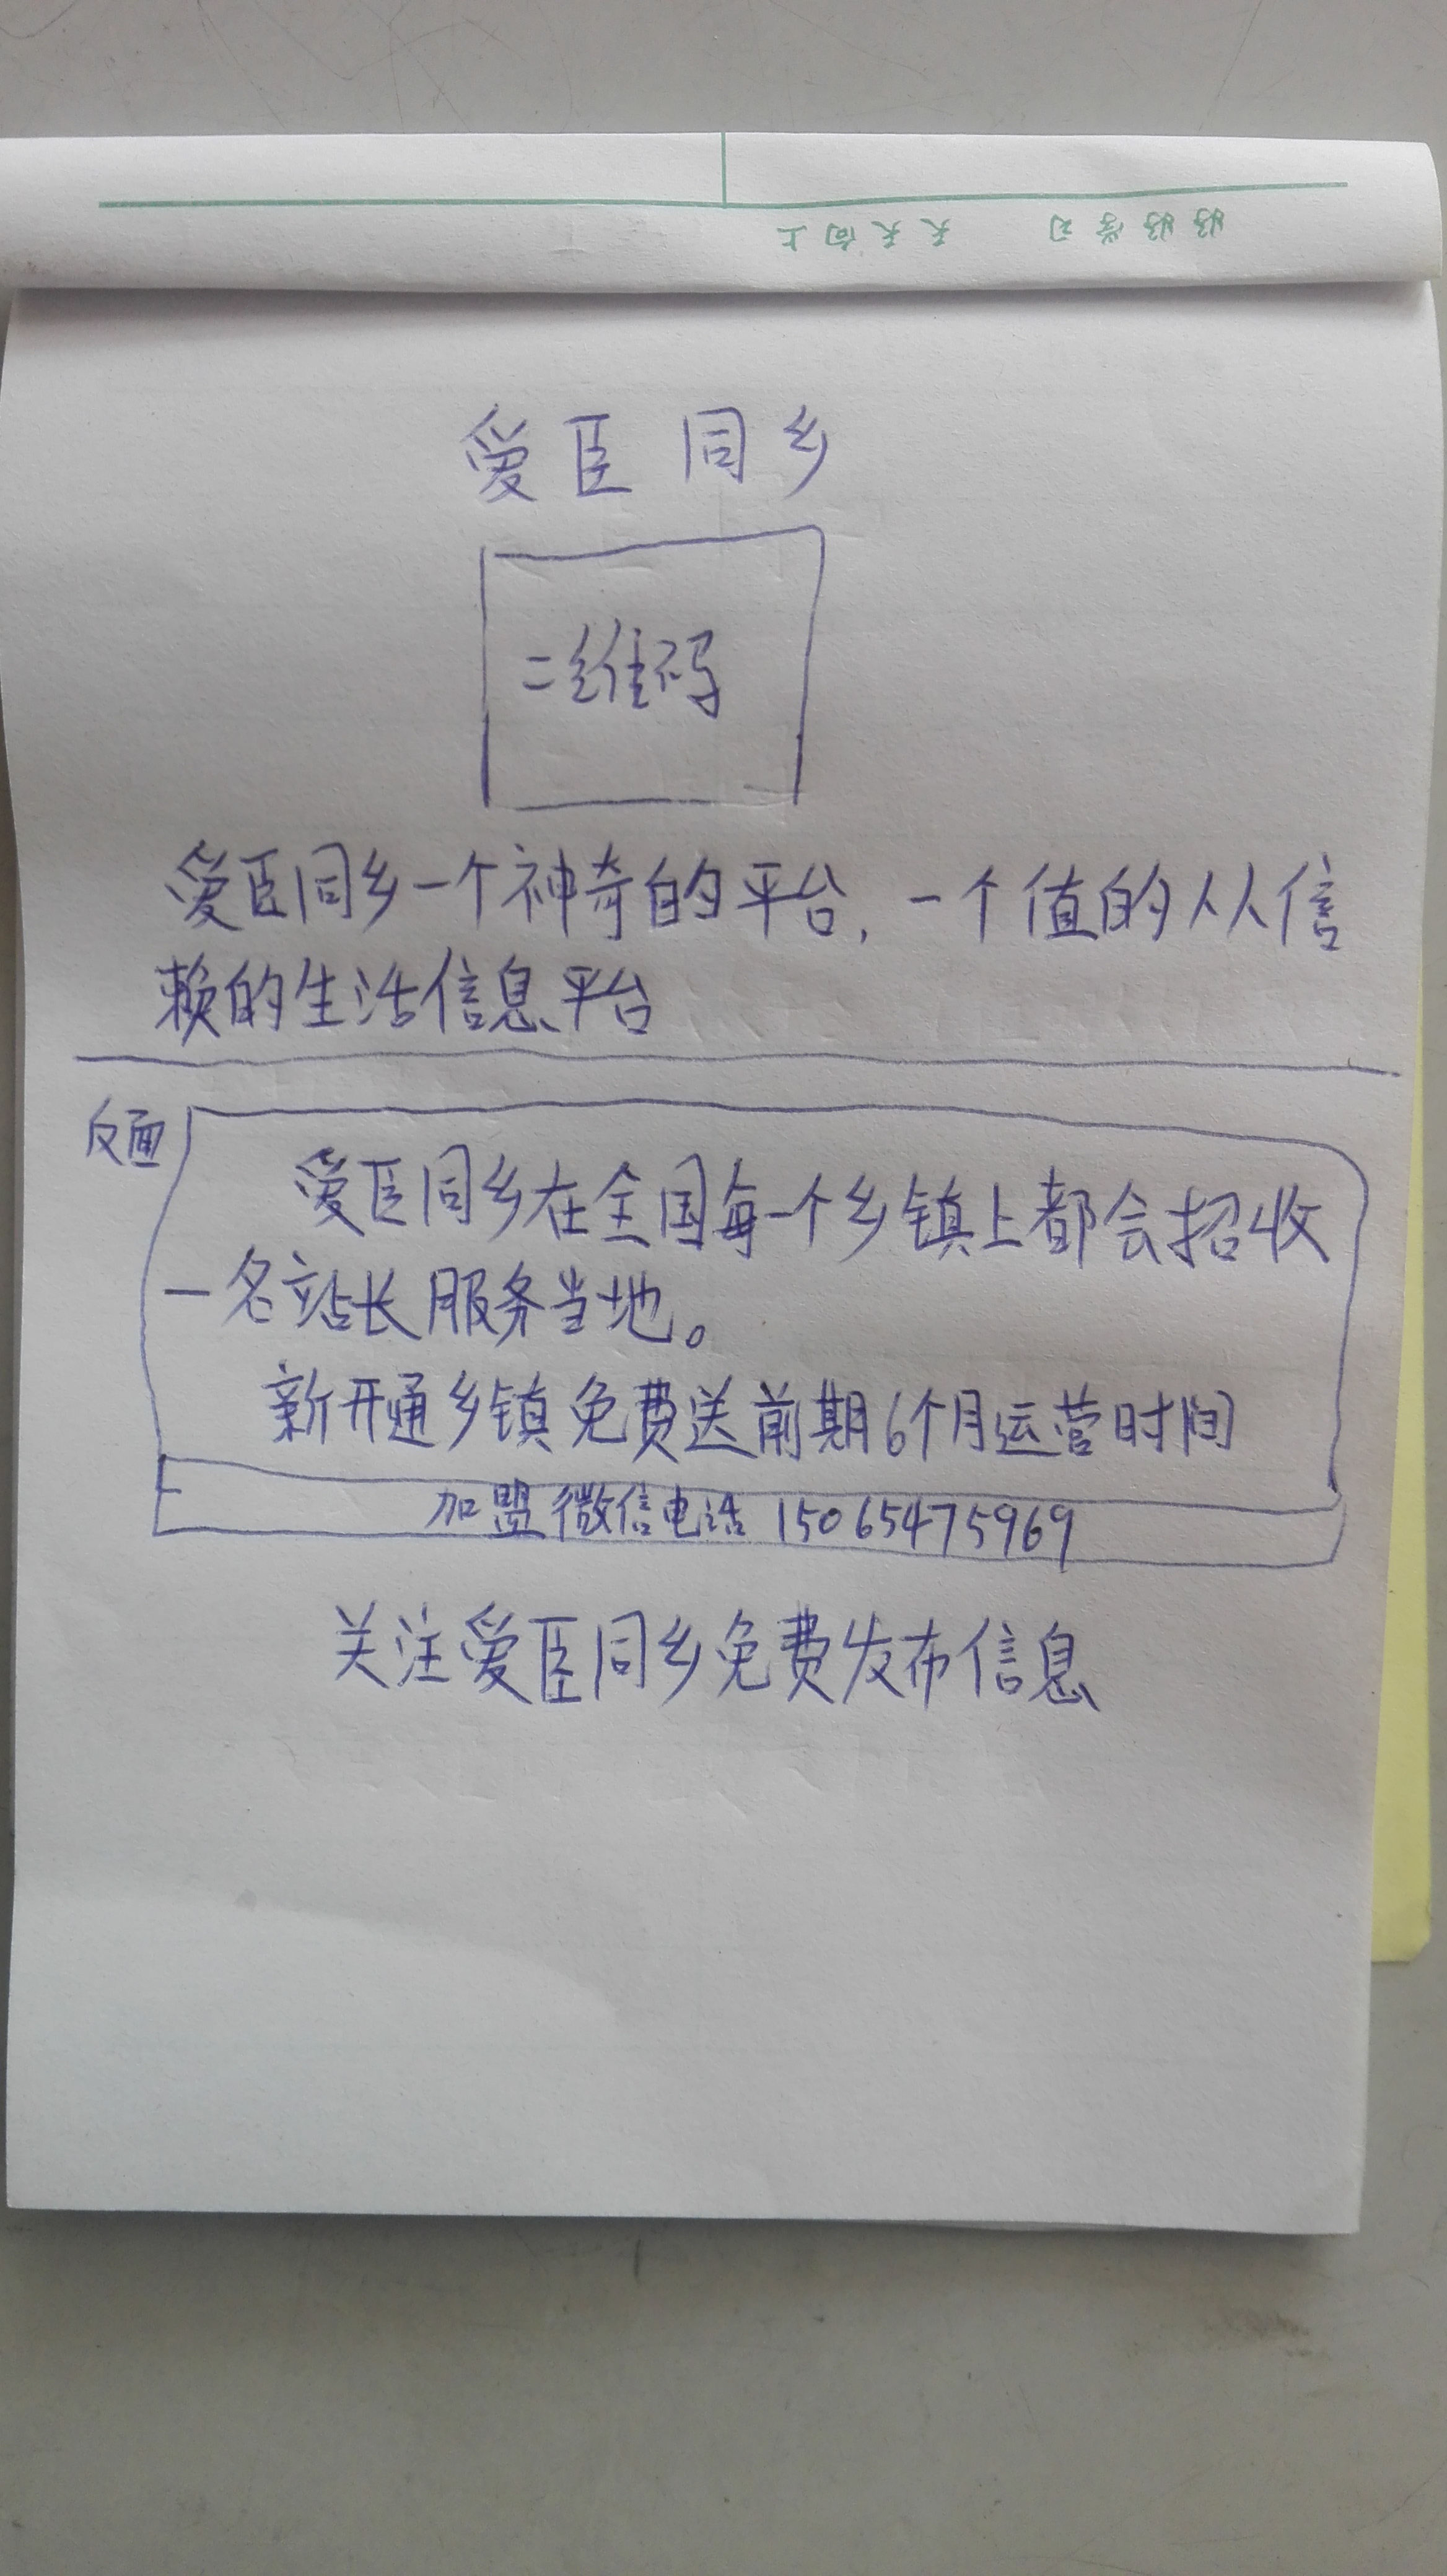 好好学习 天天向上
爱臣同乡
二维码
爱臣同乡一个神奇的平台,一个值的人人信
赖的生活信息平台
反面
爱臣同乡在全国每一个乡镇上都会招收
一名站长服务当地。
新开通乡镇免费送前期6个月运营时间
加盟微信电话 15065475969
关注爱臣同乡免费发布信息